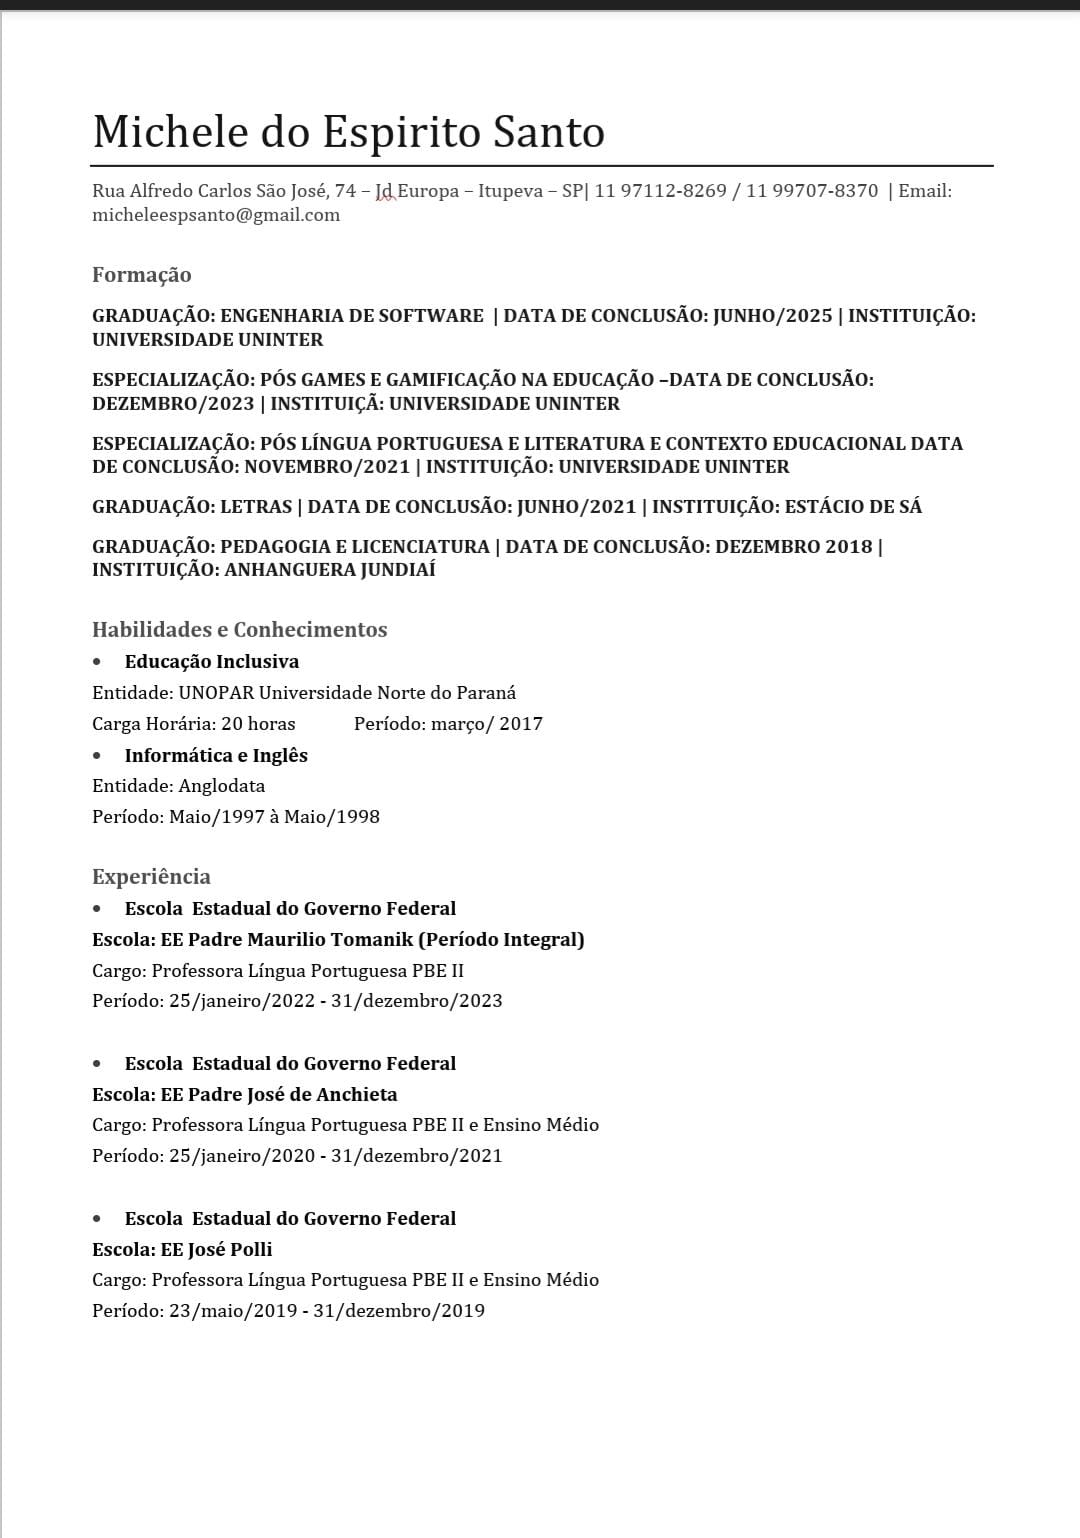 Michele do Espirito Santo
Rua Alfredo Carlos São José, 74 – Jd Europa – Itupeva – SP| 11 97112-8269 / 11 99707-8370 | Email:
micheleespsanto@gmail.com
Formação
GRADUAÇÃO: ENGENHARIA DE SOFTWARE | DATA DE CONCLUSÃO: JUNHO/2025 | INSTITUIÇÃO:
UNIVERSIDADE UNINTER
ESPECIALIZAÇÃO: PÓS GAMES E GAMIFICAÇÃO NA EDUCAÇÃO –DATA DE CONCLUSÃO:
DEZEMBRO/2023 | INSTITUIÇÃ: UNIVERSIDADE UNINTER
ESPECIALIZAÇÃO: PÓS LÍNGUA PORTUGUESA E LITERATURA E CONTEXTO EDUCACIONAL DATA
DE CONCLUSÃO: NOVEMBRO/2021 | INSTITUIÇÃO: UNIVERSIDADE UNINTER
GRADUAÇÃO: LETRAS | DATA DE CONCLUSÃO: JUNHO/2021 | INSTITUIÇÃO: ESTÁCIO DE SÁ
GRADUAÇÃO: PEDAGOGIA E LICENCIATURA | DATA DE CONCLUSÃO: DEZEMBRO 2018 |
INSTITUIÇÃO: ANHANGUERA JUNDIAÍ
Habilidades e Conhecimentos
• Educação Inclusiva
Entidade: UNOPAR Universidade Norte do Paraná
Carga Horária: 20 horas Período: março/ 2017
• Informática e Inglês
Entidade: Anglodata
Período: Maio/1997 à Maio/1998
Experiência
• Escola Estadual do Governo Federal
Escola: EE Padre Maurilio Tomanik (Período Integral)
Cargo: Professora Língua Portuguesa PBE II
Período: 25/janeiro/2022 - 31/dezembro/2023
• Escola Estadual do Governo Federal
Escola: EE Padre José de Anchieta
Cargo: Professora Língua Portuguesa PBE II e Ensino Médio
Período: 25/janeiro/2020 - 31/dezembro/2021
• Escola Estadual do Governo Federal
Escola: EE José Polli
Cargo: Professora Língua Portuguesa PBE II e Ensino Médio
Período: 23/maio/2019 - 31/dezembro/2019